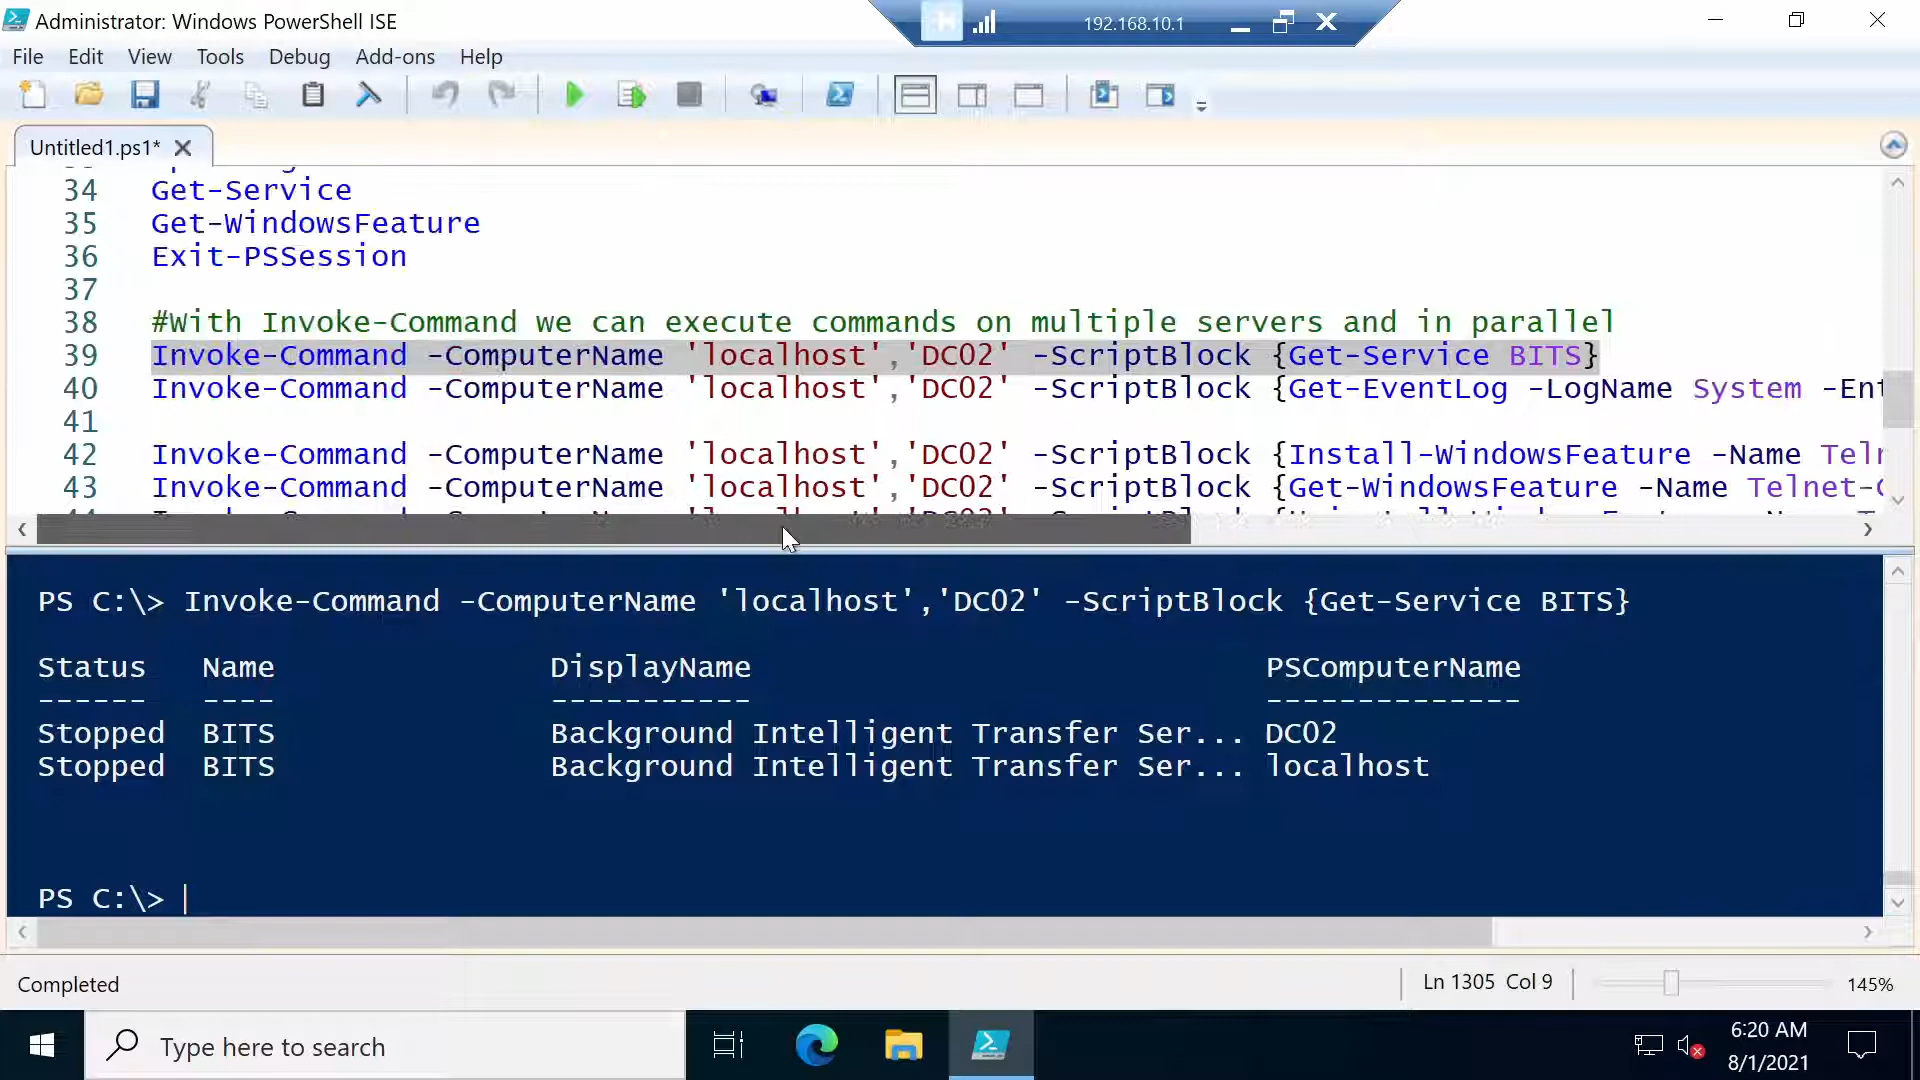 Administrator: Windows PowerShell ISE
192.168.10.1
File Edit View Tools Debug Add-ons Help
Untitled1.ps1*
34 Get-Service
35 Get-WindowsFeature
36 Exit-PSSession
37
38 #With Invoke-Command we can execute commands on multiple servers and in parallel
39 Invoke-Command -ComputerName 'localhost','DC02' -ScriptBlock {Get-Service BITS}
40 Invoke-Command -ComputerName 'localhost','DC02' -ScriptBlock {Get-EventLog -LogName System -Ent
41
42 Invoke-Command -ComputerName 'localhost','DC02' -ScriptBlock {Install-WindowsFeature -Name Teln
43 Invoke-Command -ComputerName 'localhost','DC02' -ScriptBlock {Get-WindowsFeature -Name Telnet-C
PS C:\> Invoke-Command -ComputerName 'localhost','DC02' -ScriptBlock {Get-Service BITS}
Status Name DisplayName PSComputerName
------ ---- ----------- --------------
Stopped BITS Background Intelligent Transfer Ser... DC02
Stopped BITS Background Intelligent Transfer Ser... localhost
PS C:\>
Completed
Ln 1305 Col 9
145%
Type here to search
6:20 AM
8/1/2021